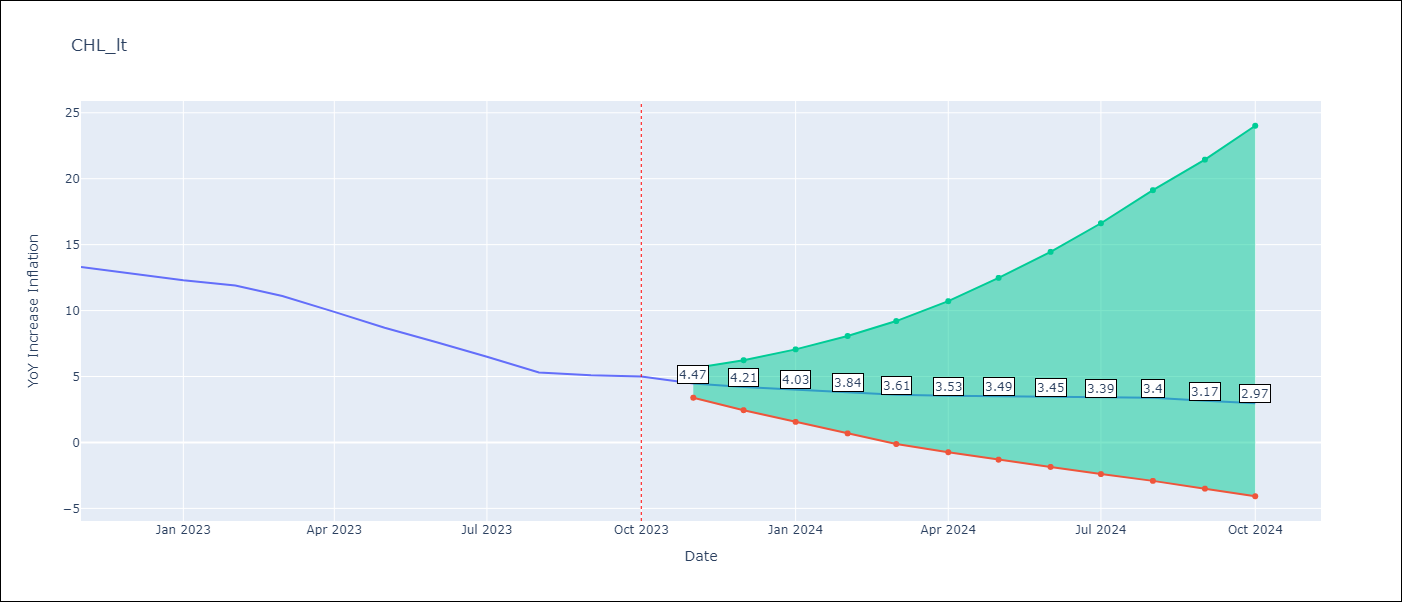 CHL_lt
25
20
15
10
5
0
−5
YoY Increase Inflation
4.47 4.21 4.03 3.84 3.61 3.53 3.49 3.45 3.39 3.4 3.17 2.97
Jan 2023 Apr 2023 Jul 2023 Oct 2023 Jan 2024 Apr 2024 Jul 2024 Oct 2024
Date